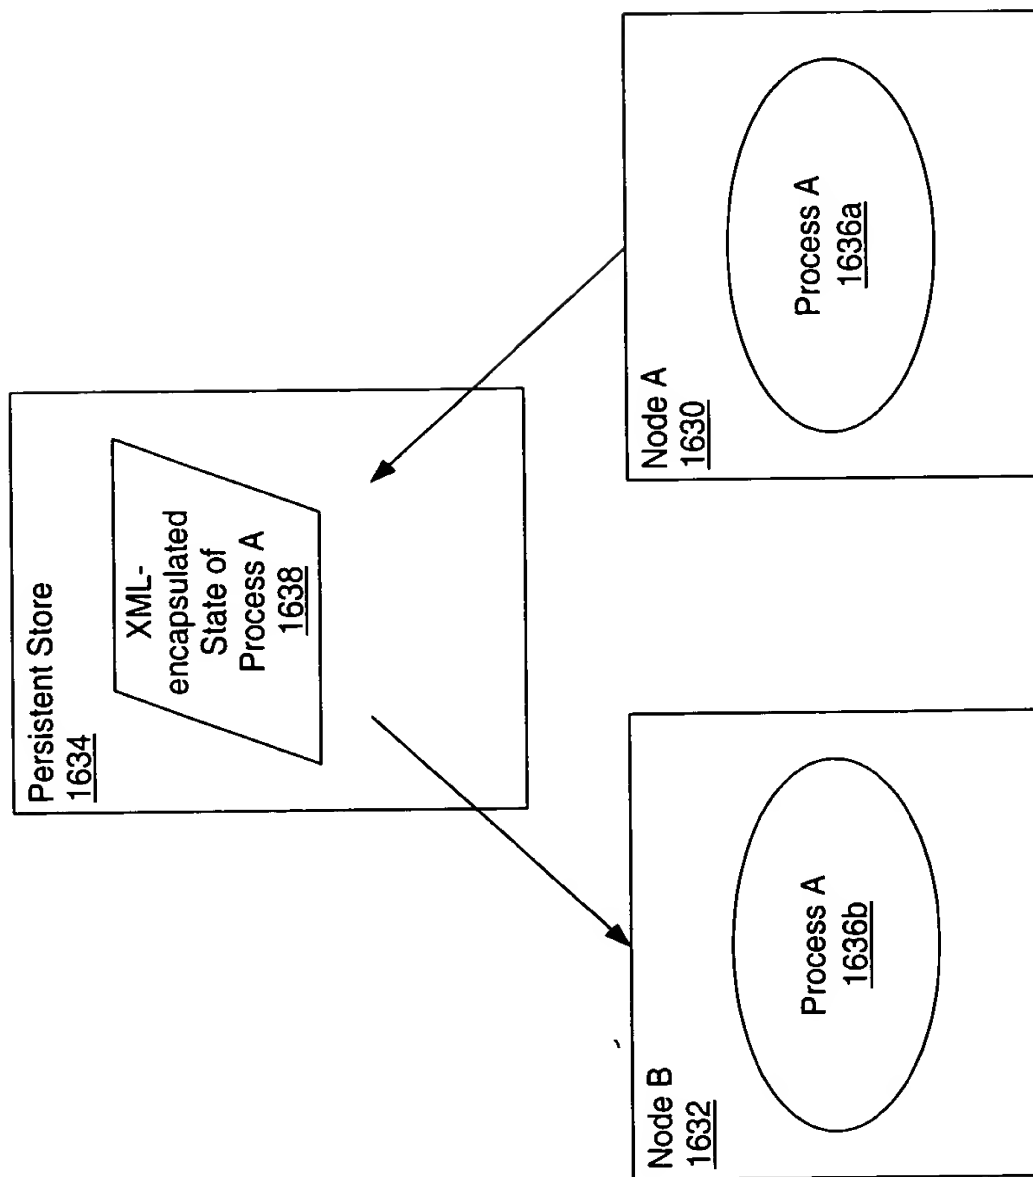 Persistent Store
1634
XML-
encapsulated
State of
Process A
1638
Node B
1632
Process A
1636b
Node A
1630
Process A
1636a